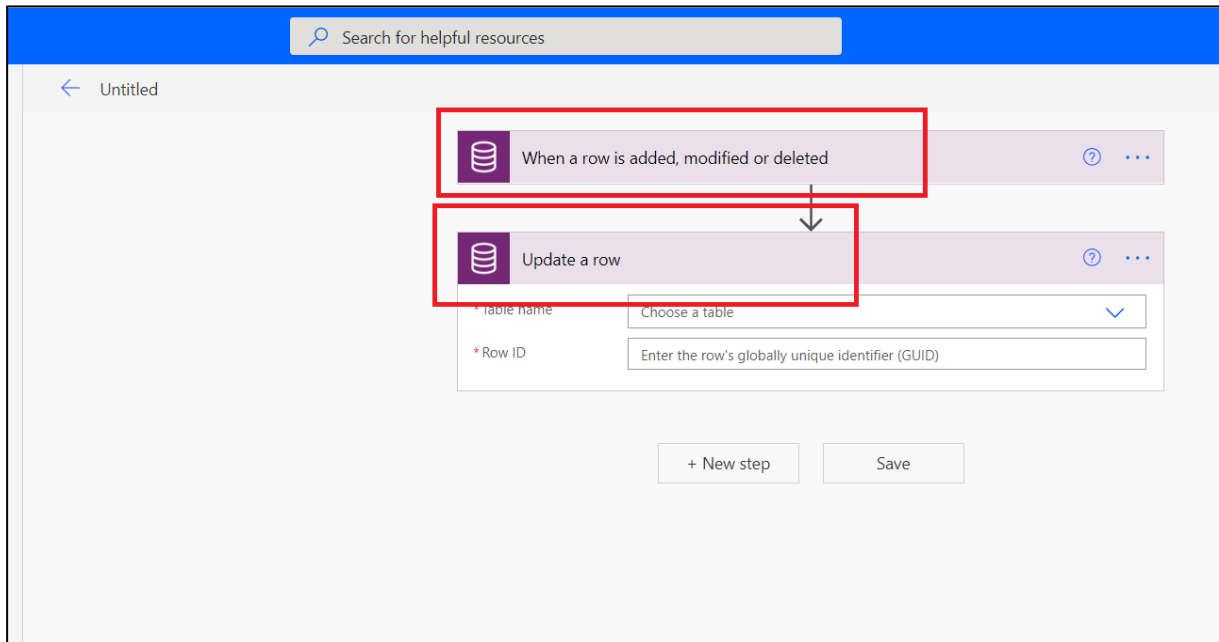 Search for helpful resources
Untitled
When a row is added, modified or deleted
Update a row
* Table name
Choose a table
* Row ID
Enter the row's globally unique identifier (GUID)
+ New step
Save